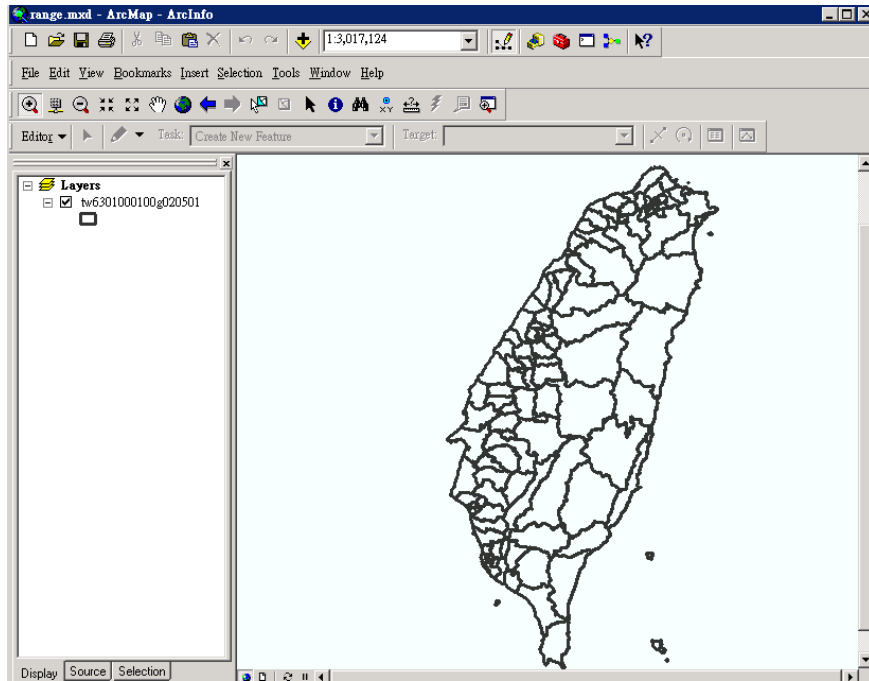 range.mxd - ArcMap - ArcInfo
1:3,017,124
File Edit View Bookmarks Insert Selection Tools Window Help
Editor Task: Create New Feature Target:
Layers
tw6301000100g020501
Display Source Selection